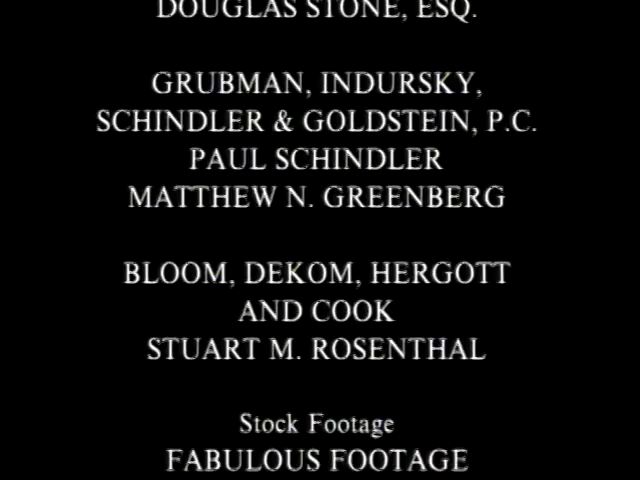 DOUGLAS STONE, ESQ.
GRUBMAN, INDURSKY,
SCHINDLER & GOLDSTEIN, P.C.
PAUL SCHINDLER
MATTHEW N. GREENBERG
BLOOM, DEKOM, HERGOTT
AND COOK
STUART M. ROSENTHAL
Stock Footage
FABULOUS FOOTAGE